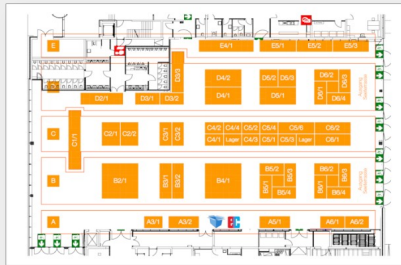 E
E4/1 E5/1 E5/2 E5/3
D3/3
D4/2 D5/2 D5/3 D6/2 D6/3
D6/1
D2/1 D3/1 D3/2 D4/1 D5/1 D6/4
C C1/1 C2/1 C2/2 C3/1 C3/2
C4/2 C4/4 C5/2 C5/4 C5/6 C6/2
C4/1 Lager C4/3 C5/1 C5/3 Lager C6/1
B B2/1 B3/1 B3/2 B4/1
B5/2 B5/3 B6/2 B6/3
B5/1 B6/1
B5/4 B6/4
A A3/1 A3/2 EC A5/1 A6/1 A6/2